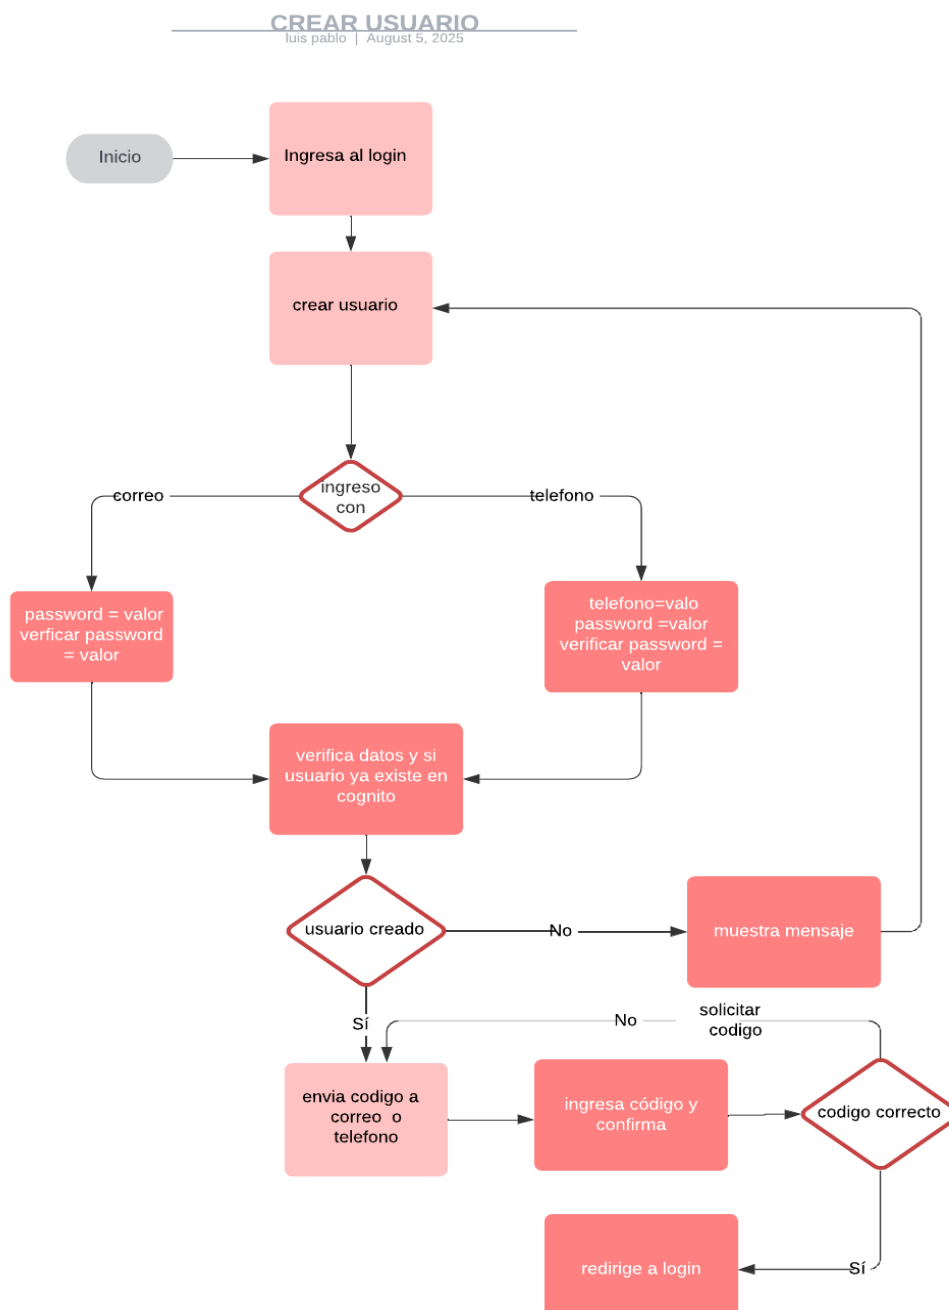 CREAR USUARIO
luis pablo | August 5, 2025
Inicio
Ingresa al login
crear usuario
ingreso
con
correo
telefono
password = valor
verficar password
= valor
telefono=valo
password =valor
verificar password =
valor
verifica datos y si
usuario ya existe en
cognito
usuario creado
No
muestra mensaje
Sí
No
solicitar
codigo
envia codigo a
correo o
telefono
ingresa código y
confirma
codigo correcto
Sí
redirige a login